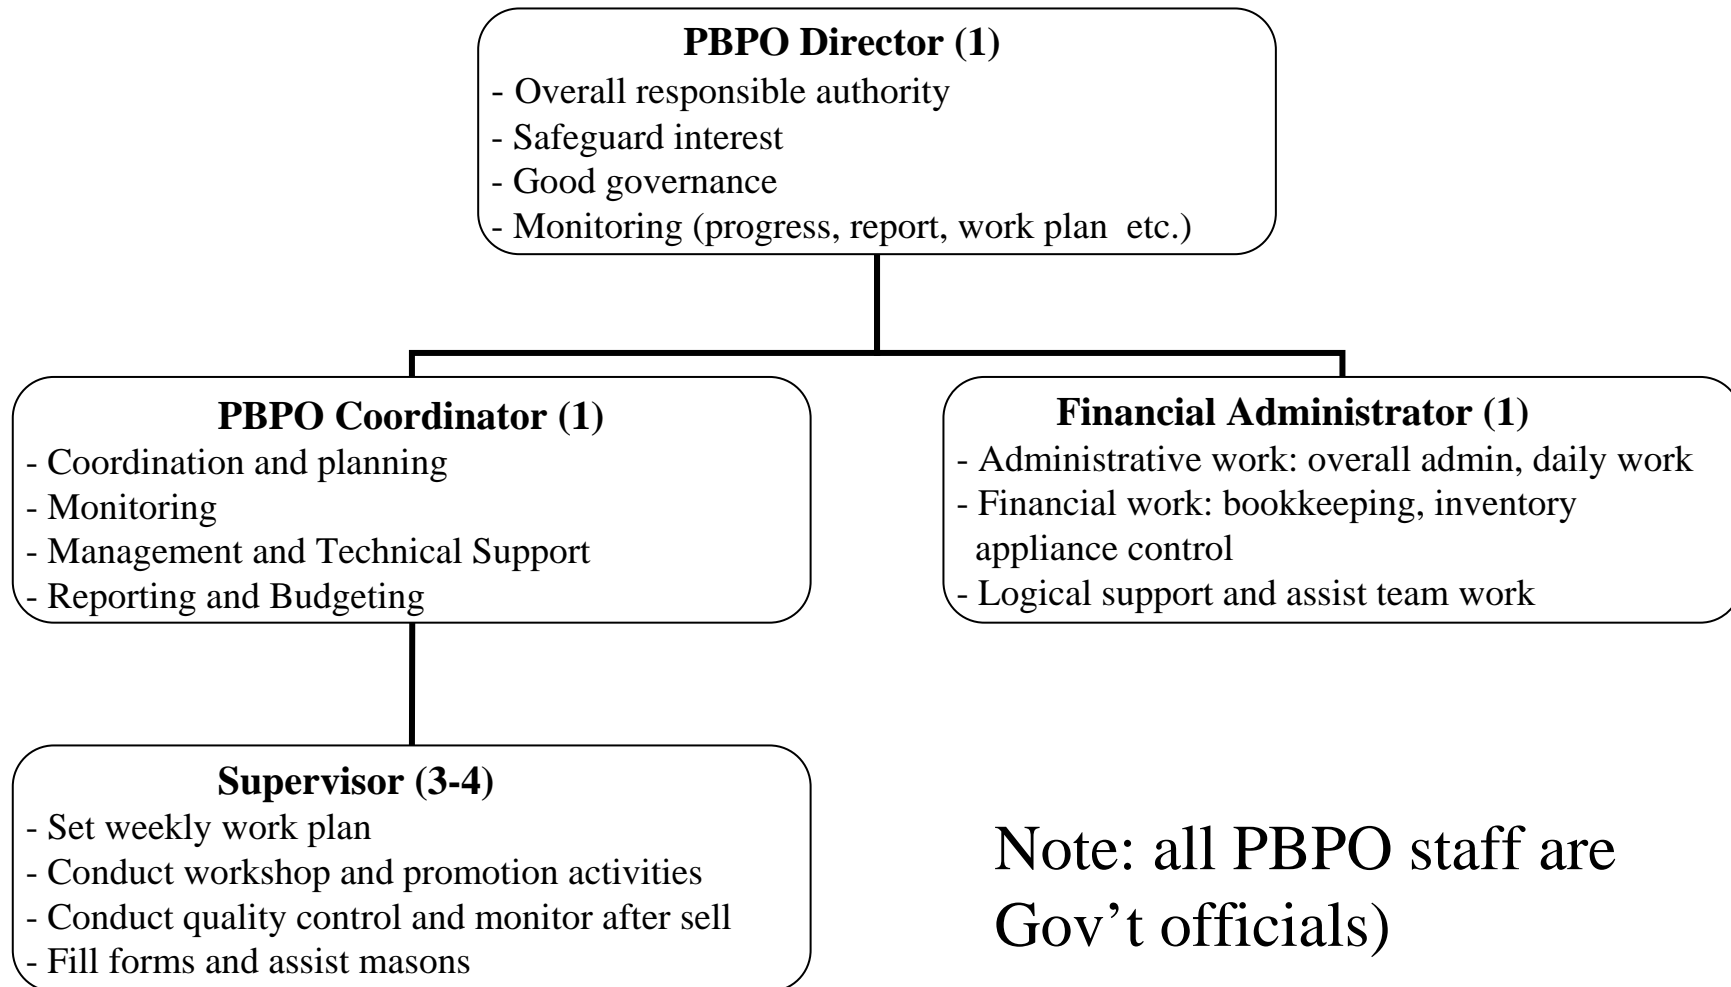 PBPO Director (1)
- Overall responsible authority
- Safeguard interest
- Good governance
- Monitoring (progress, report, work plan  etc.)
PBPO Coordinator (1)
- Coordination and planning
- Monitoring
- Management and Technical Support
- Reporting and Budgeting
Financial Administrator (1)
- Administrative work: overall admin, daily work
- Financial work: bookkeeping, inventory
appliance control
- Logical support and assist team work
Supervisor (3-4)
- Set weekly work plan
- Conduct workshop and promotion activities
- Conduct quality control and monitor after sell
- Fill forms and assist masons
Note: all PBPO staff are
Gov’t officials)